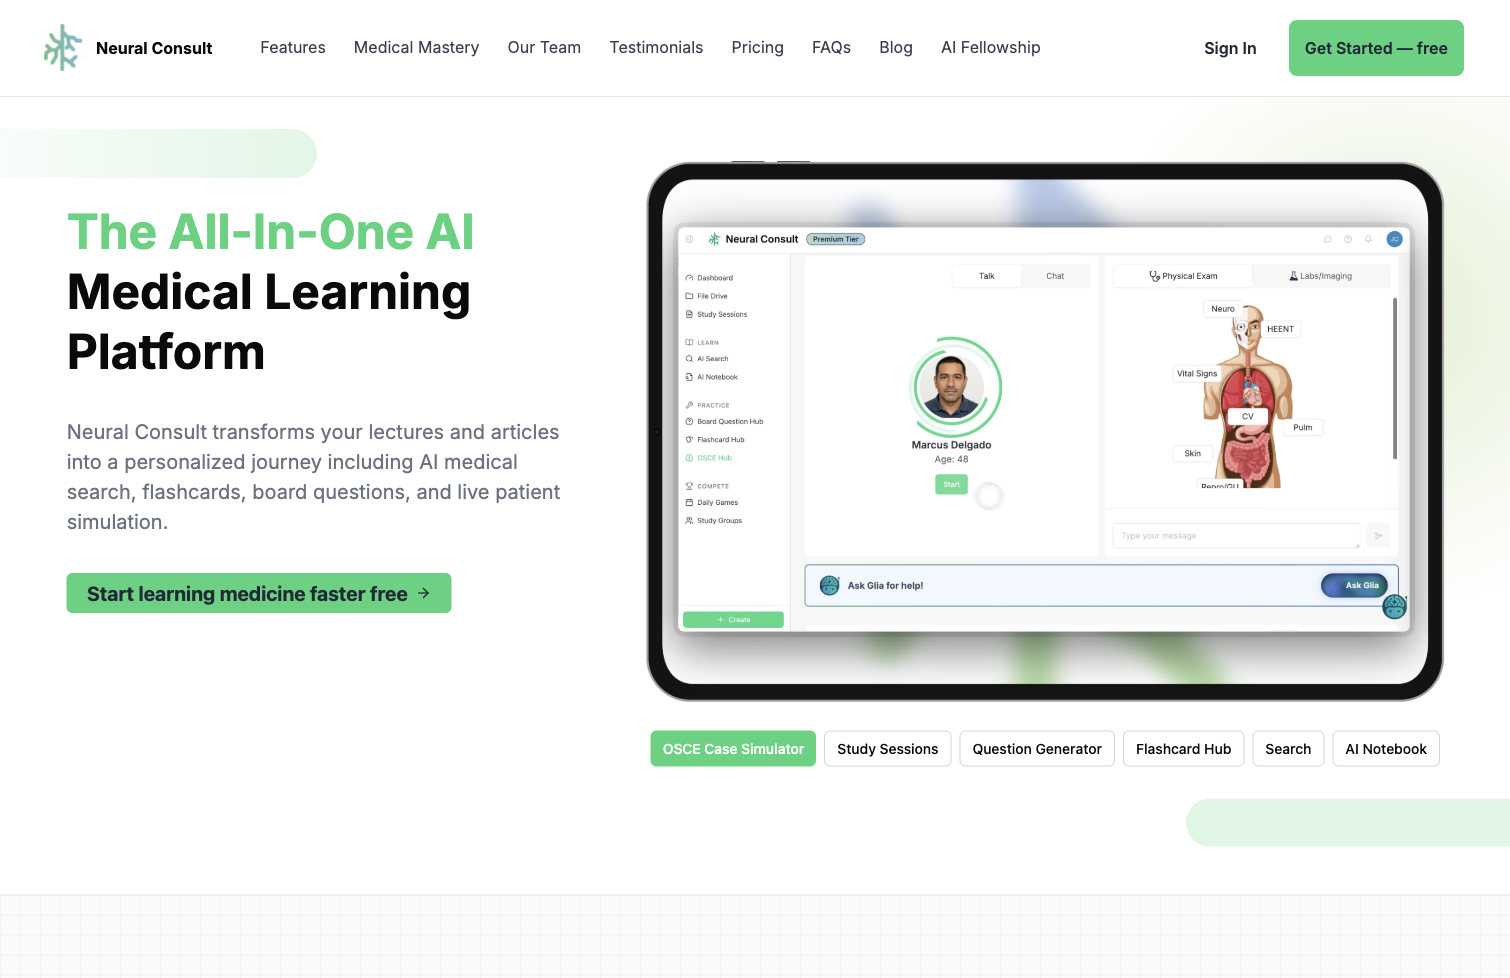 Neural Consult
Features
Medical Mastery
Our Team
Testimonials
Pricing
FAQs
Blog
AI Fellowship
Sign In
Get Started — free
The All-In-One AI
Medical Learning
Platform
Neural Consult transforms your lectures and articles
into a personalized journey including AI medical
search, flashcards, board questions, and live patient
simulation.
Start learning medicine faster free →
Neural Consult
Premium Tier
JD
Dashboard
File Drive
Study Sessions
LEARN
AI Search
AI Notebook
PRACTICE
Board Question Hub
Flashcard Hub
OSCE Hub
COMPETE
Daily Games
Study Groups
+ Create
Talk
Chat
Marcus Delgado
Age: 48
Start
Physical Exam
Labs/Imaging
Neuro
HEENT
Vital Signs
CV
Pulm
Skin
Repro/GU
Type your message
Ask Glia for help!
Ask Glia
OSCE Case Simulator
Study Sessions
Question Generator
Flashcard Hub
Search
AI Notebook